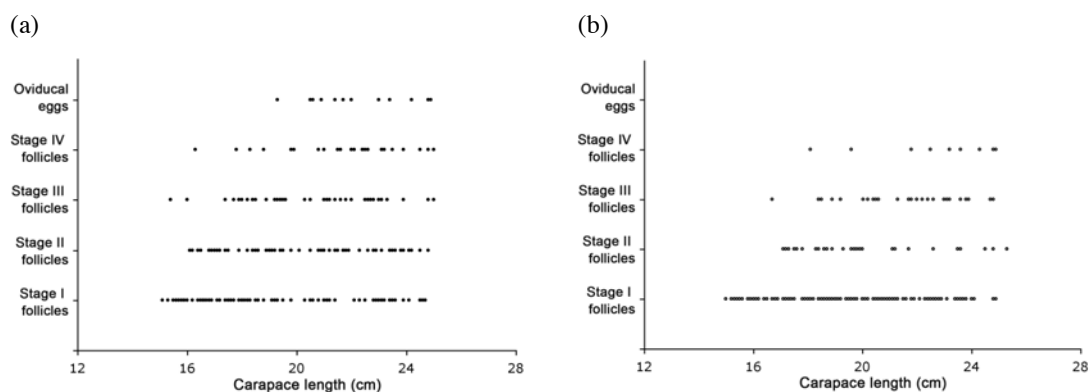 (a)
(b)
Oviducal
eggs
Stage IV
follicles
Stage III
follicles
Stage II
follicles
Stage I
follicles
12
16
20
24
28
Carapace length (cm)
Oviducal
eggs
Stage IV
follicles
Stage III
follicles
Stage II
follicles
Stage I
follicles
12
16
20
24
28
Carapace length (cm)